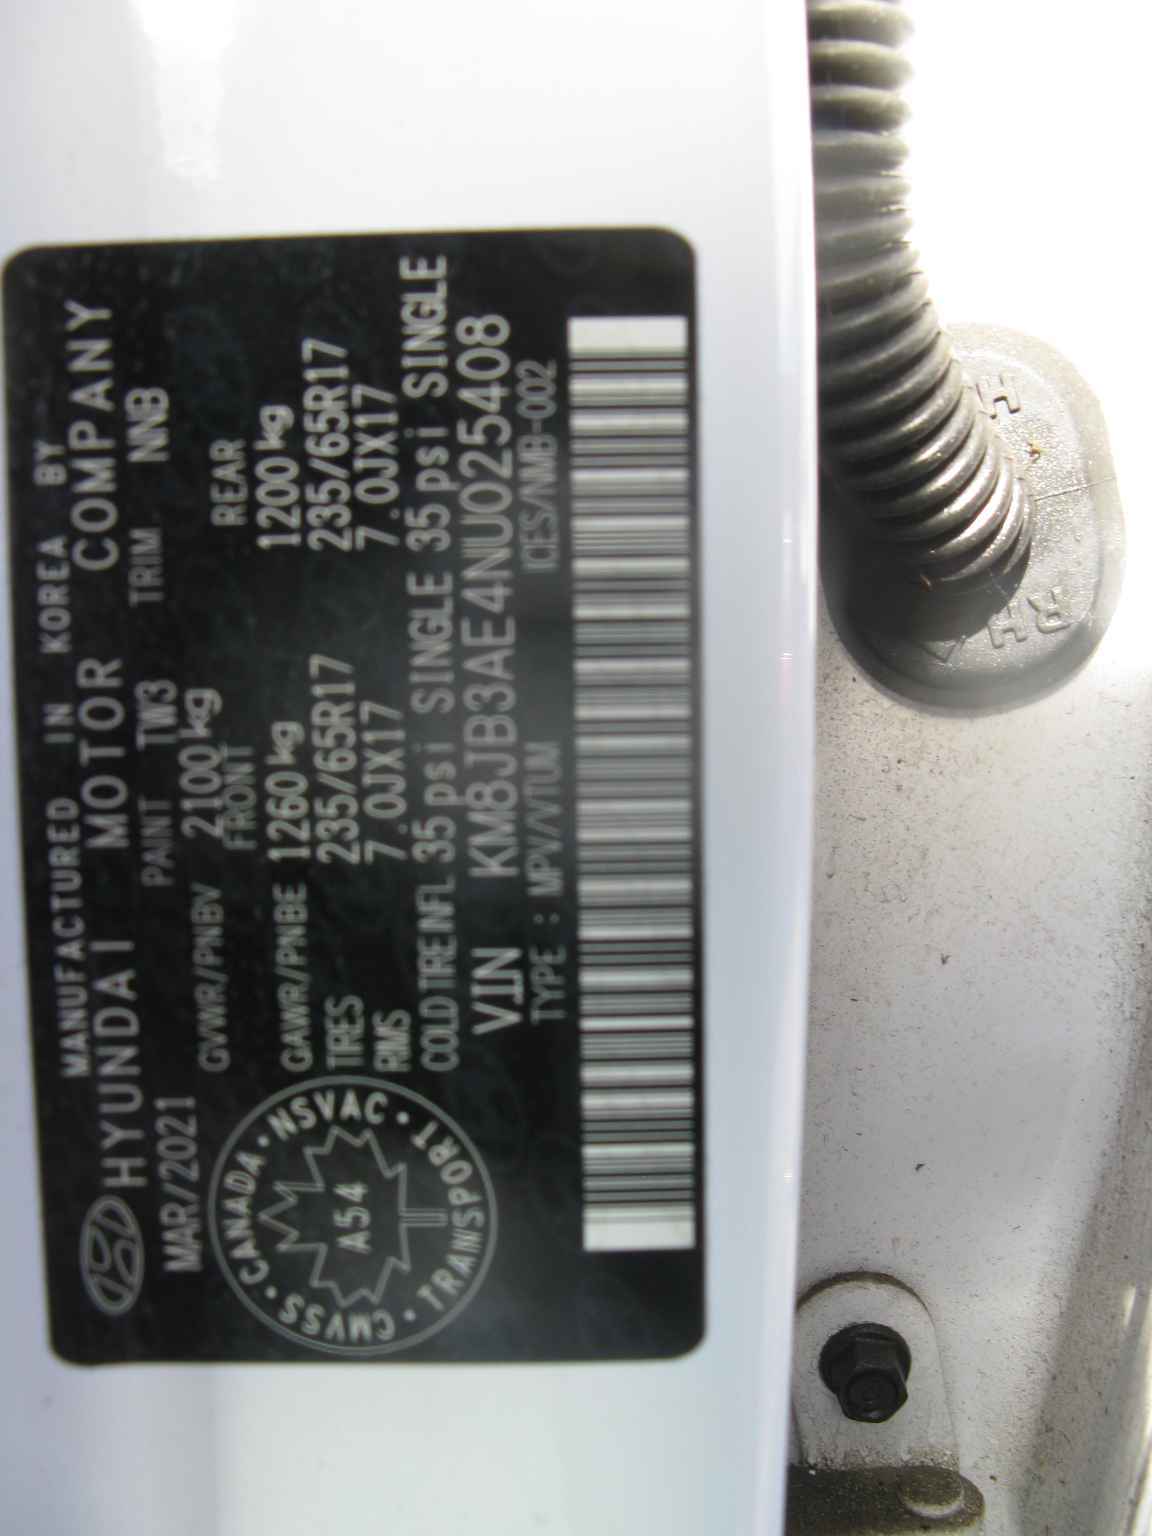 MANUFACTURED IN KOREA BY
HYUNDAI MOTOR COMPANY
MAR/2021 PAINT TW3 TRIM NNB
GVWR/PNBV 2100kg
FRONT REAR
GAWR/PNBE 1260kg 1200kg
TIRES 235/65R17 235/65R17
RIMS 7.0JX17 7.0JX17
COLD TIRE INFL 35 psi SINGLE 35 psi SINGLE
VIN KM8JB3AE4NU025408
TYPE : MPV/VTUM ICES/NMB-002
CANADA · NSVAC · TRANSPORT · CMVSS ·
A54
RH